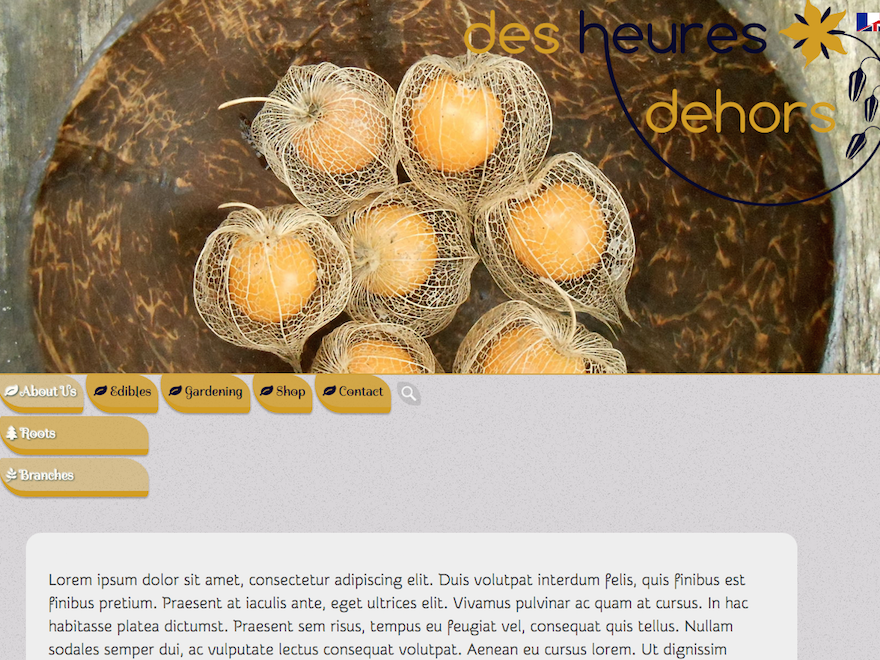 des heures
dehors
About Us
Edibles
Gardening
Shop
Contact
Roots
Branches
Lorem ipsum dolor sit amet, consectetur adipiscing elit. Duis volutpat interdum felis, quis finibus est
finibus pretium. Praesent at iaculis ante, eget ultrices elit. Vivamus pulvinar ac quam at cursus. In hac
habitasse platea dictumst. Praesent sem risus, tempus eu feugiat vel, consequat quis tellus. Nullam
sodales semper dui, ac vulputate lectus consequat volutpat. Aenean eu cursus lorem. Ut dignissim